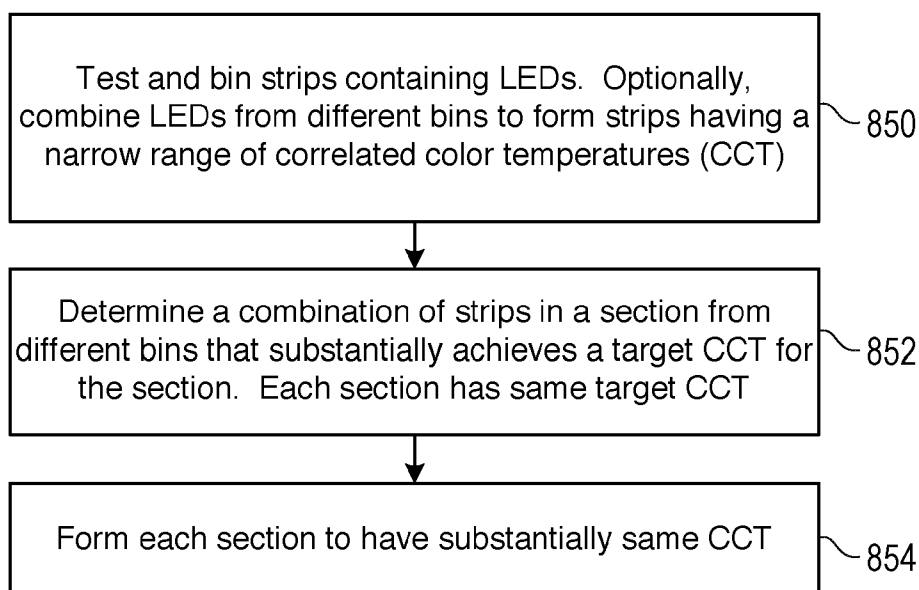 Test and bin strips containing LEDs.  Optionally,
combine LEDs from different bins to form strips having a
narrow range of correlated color temperatures (CCT)
850
Determine a combination of strips in a section from
different bins that substantially achieves a target CCT for
the section.  Each section has same target CCT
852
Form each section to have substantially same CCT
854